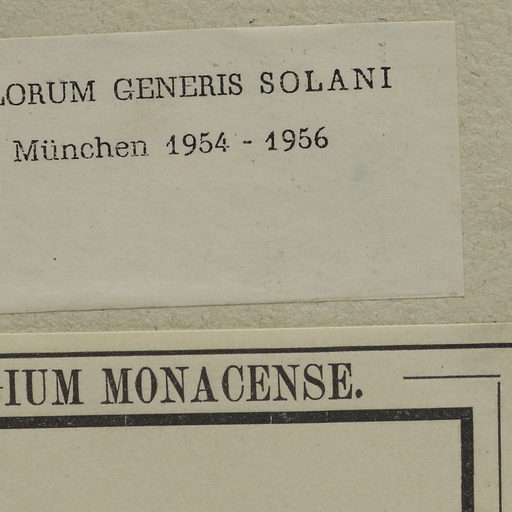 LORUM GENERIS SOLANI
München 1954 - 1956
IUM MONACENSE.